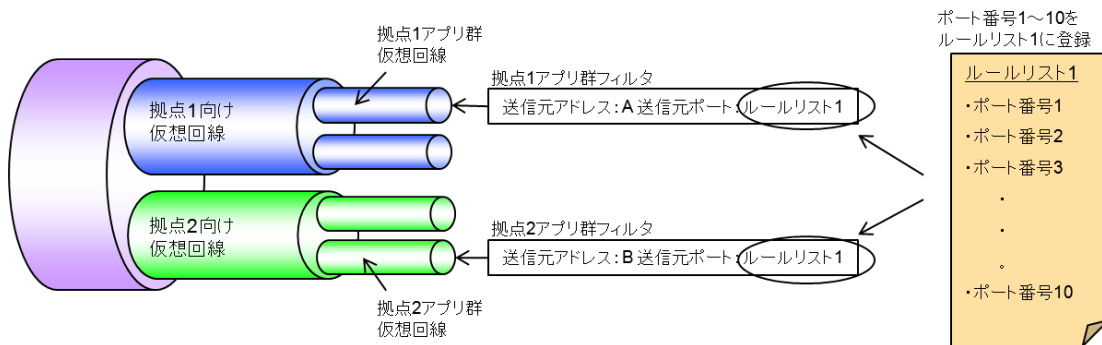 ポート番号1～10を
ルールリスト1に登録
拠点1アプリ群
仮想回線
拠点1アプリ群フィルタ
送信元アドレス：A 送信元ポート：ルールリスト1
拠点1向け
仮想回線
拠点2向け
仮想回線
拠点2アプリ群フィルタ
送信元アドレス：B 送信元ポート：ルールリスト1
拠点2アプリ群
仮想回線
ルールリスト1
・ポート番号1
・ポート番号2
・ポート番号3
・
・
。
・ポート番号10